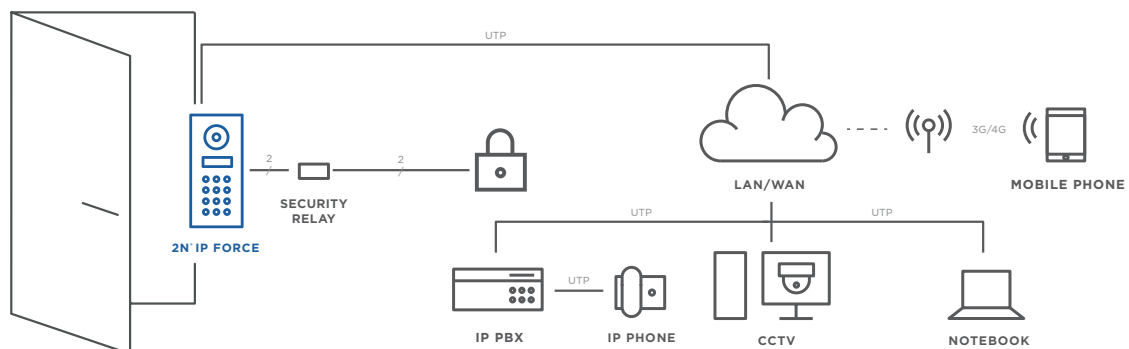 UTP
2
2
3G/4G
SECURITY
RELAY
LAN/WAN
MOBILE PHONE
UTP
UTP
2N® IP FORCE
UTP
IP PBX
IP PHONE
CCTV
NOTEBOOK